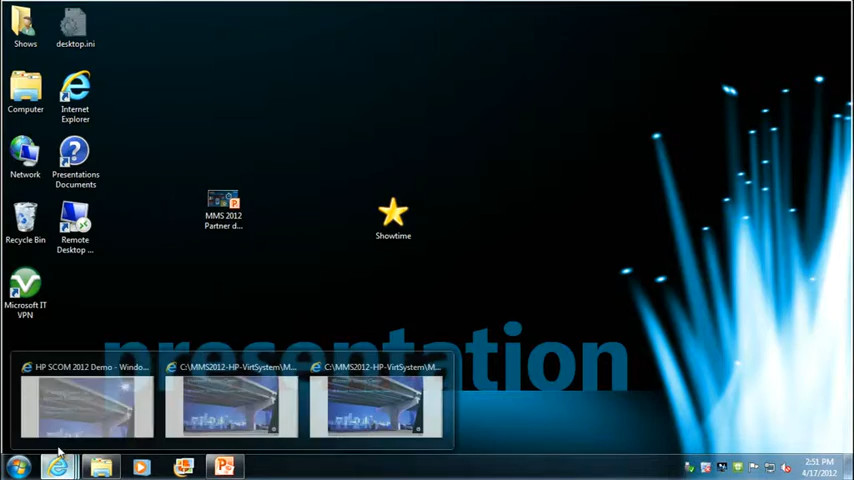 Shows
desktop.ini
Computer
Internet
Explorer
Network
Presentations
Documents
MMS 2012
Partner d...
Showtime
Recycle Bin
Remote
Desktop ...
Microsoft IT
VPN
presentation
HP SCOM 2012 Demo - Windo...
C:\MMS2012-HP-VirtSystem\M...
C:\MMS2012-HP-VirtSystem\M...
2:51 PM
4/17/2012